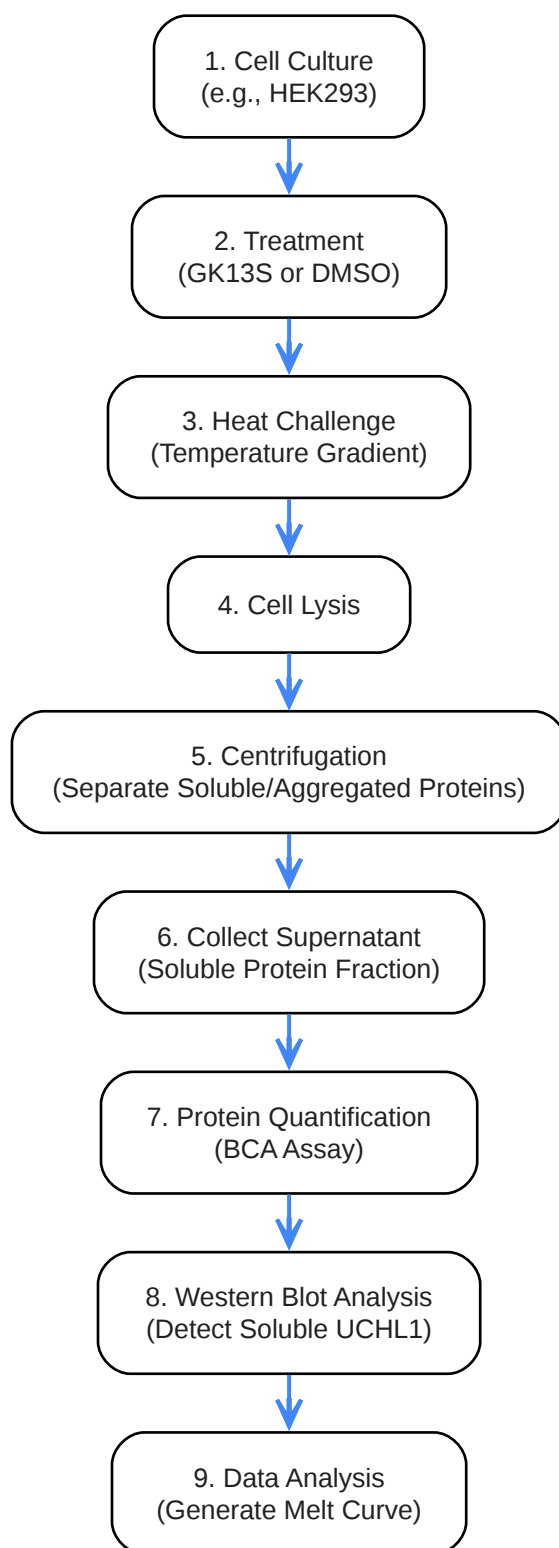 1. Cell Culture
(e.g., HEK293)
2. Treatment
(GK13S or DMSO)
3. Heat Challenge
(Temperature Gradient)
4. Cell Lysis
5. Centrifugation
(Separate Soluble/Aggregated Proteins)
6. Collect Supernatant
(Soluble Protein Fraction)
7. Protein Quantification
(BCA Assay)
8. Western Blot Analysis
(Detect Soluble UCHL1)
9. Data Analysis
(Generate Melt Curve)